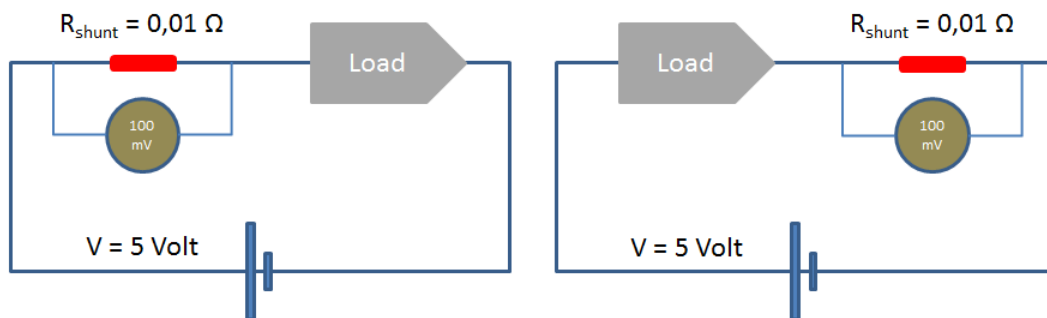 Rshunt = 0,01 Ω
Load
100
mV
V = 5 Volt
Rshunt = 0,01 Ω
Load
100
mV
V = 5 Volt